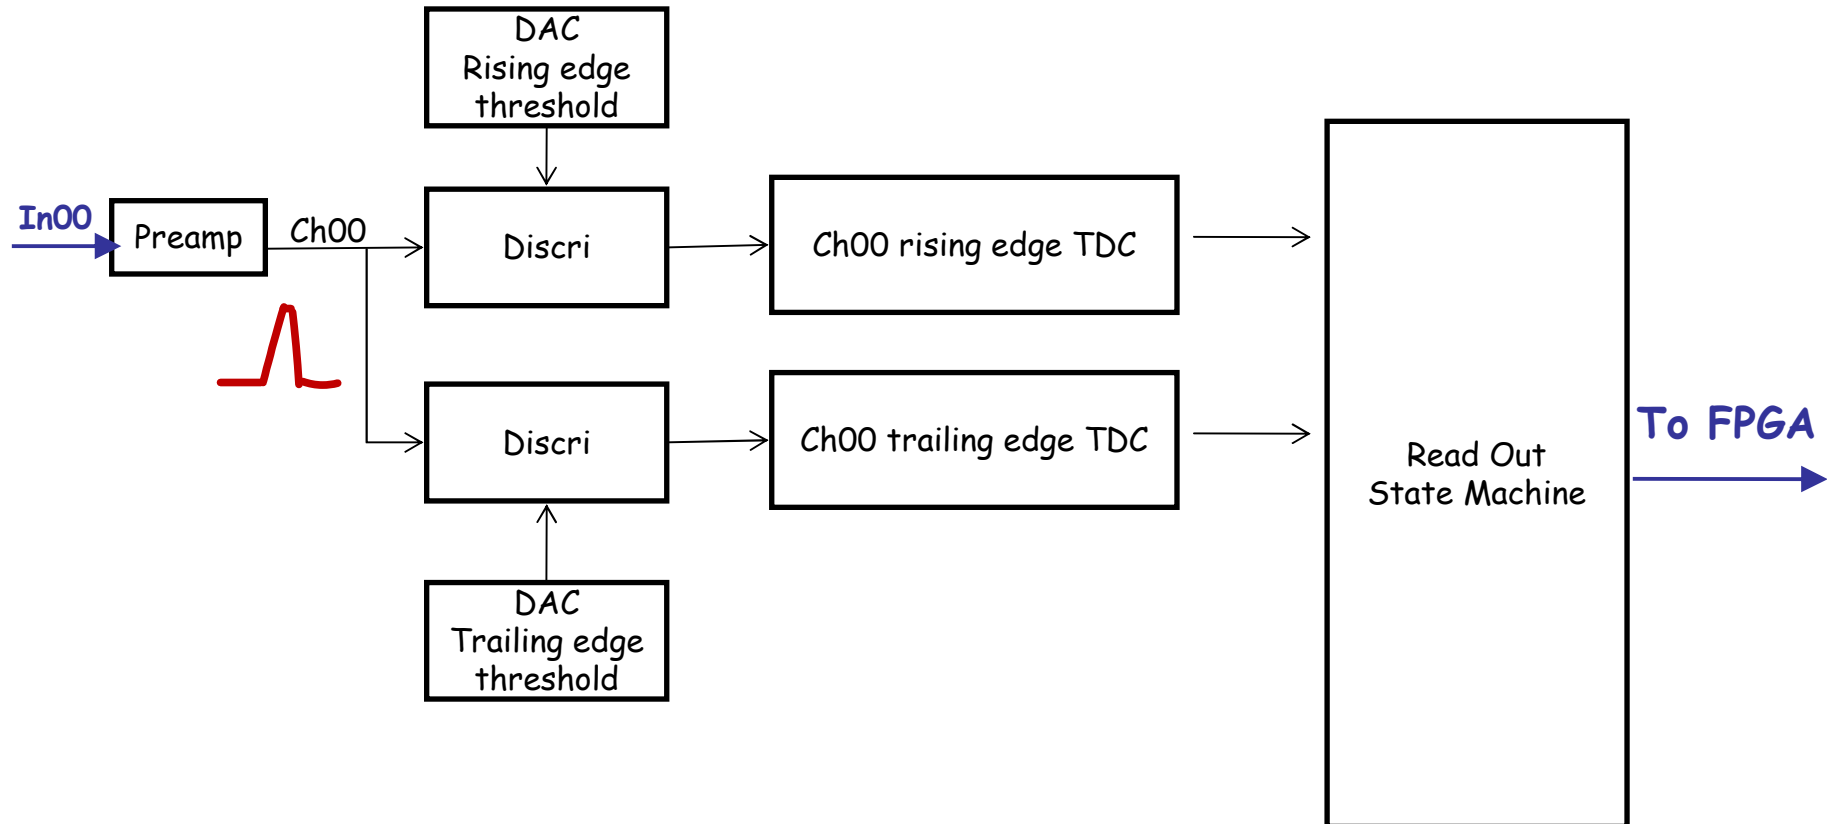 DAC
Rising edge
threshold
In00
Preamp
Ch00
Discri
Ch00 rising edge TDC
Discri
Ch00 trailing edge TDC
Read Out
State Machine
To FPGA
DAC
Trailing edge
threshold